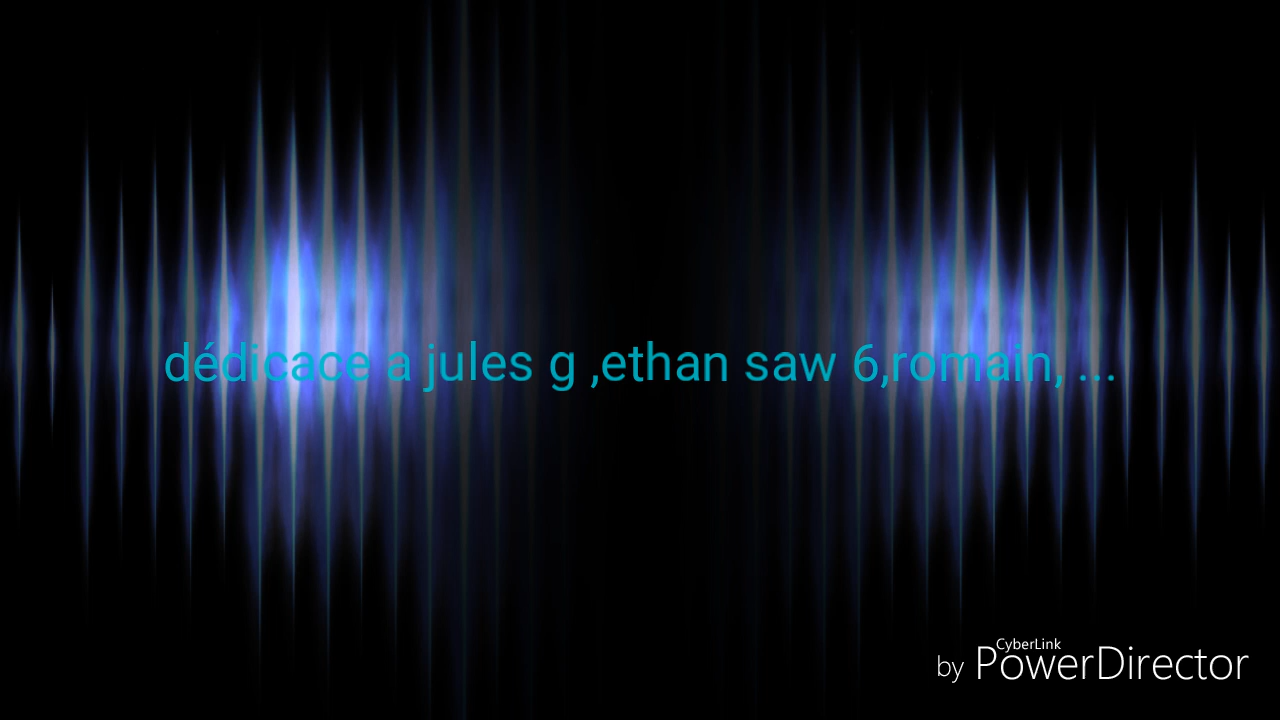 dédicace a jules g ,ethan saw 6,romain, ...
CyberLink
by PowerDirector